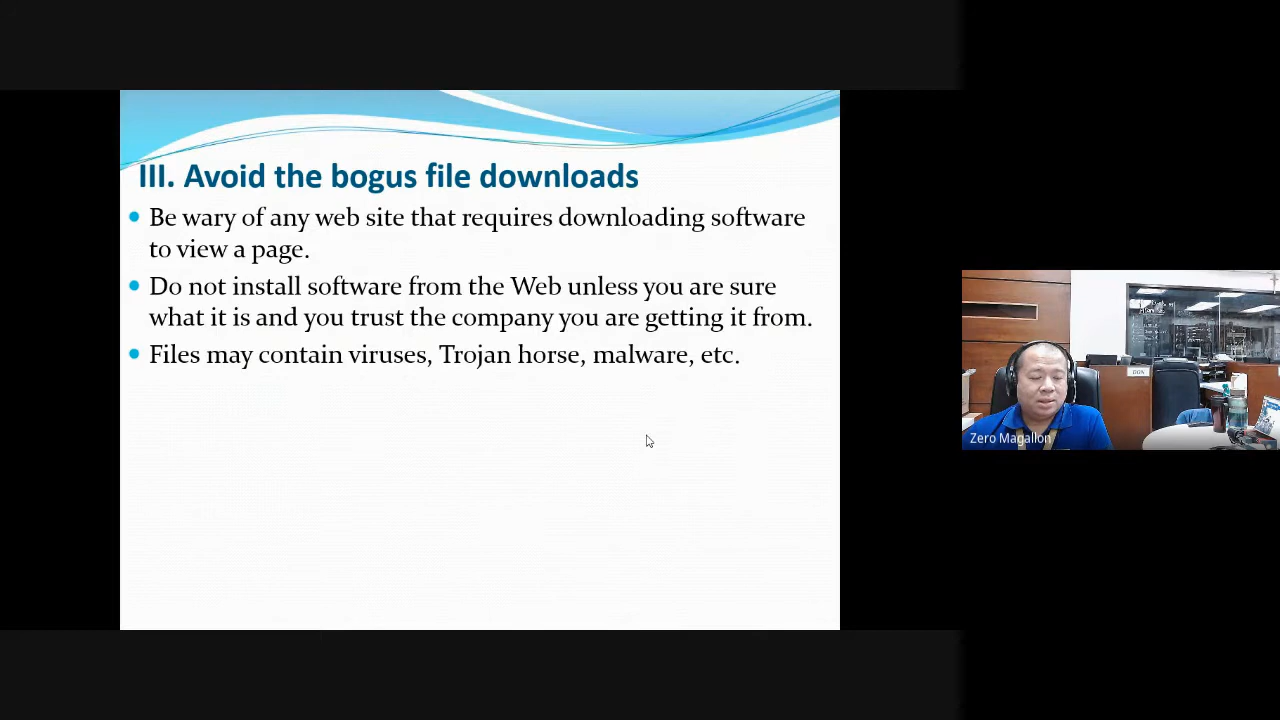 III. Avoid the bogus file downloads
Be wary of any web site that requires downloading software
to view a page.
Do not install software from the Web unless you are sure
what it is and you trust the company you are getting it from.
Files may contain viruses, Trojan horse, malware, etc.
Zero Magallon